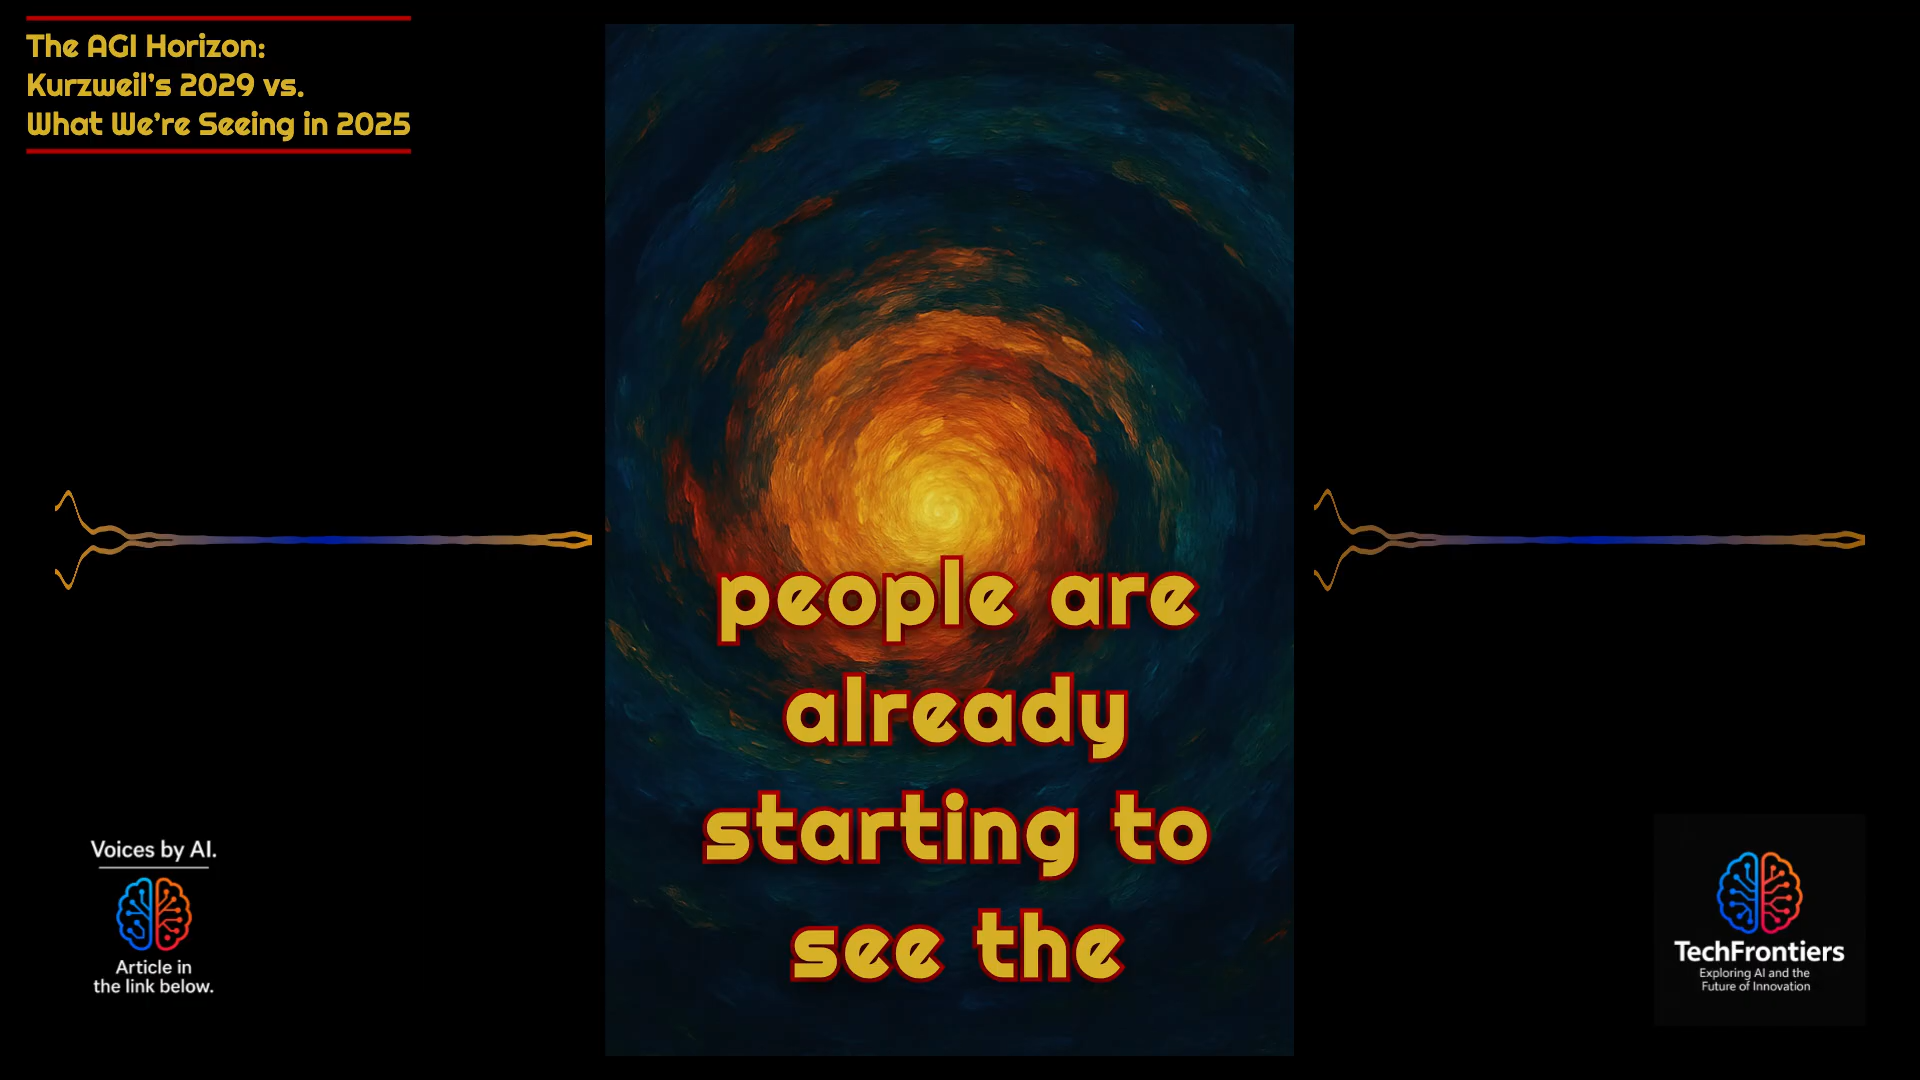 The AGI Horizon:
Kurzweil's 2029 vs.
What We're Seeing in 2025
people are
already
starting to
see the
Voices by AI.
Article in
the link below.
TechFrontiers
Exploring AI and the
Future of Innovation